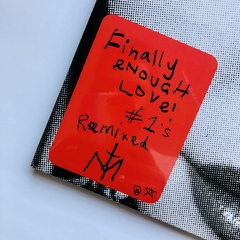 Finally
eNOUGH
LOVE!
#1's
Remixed
M